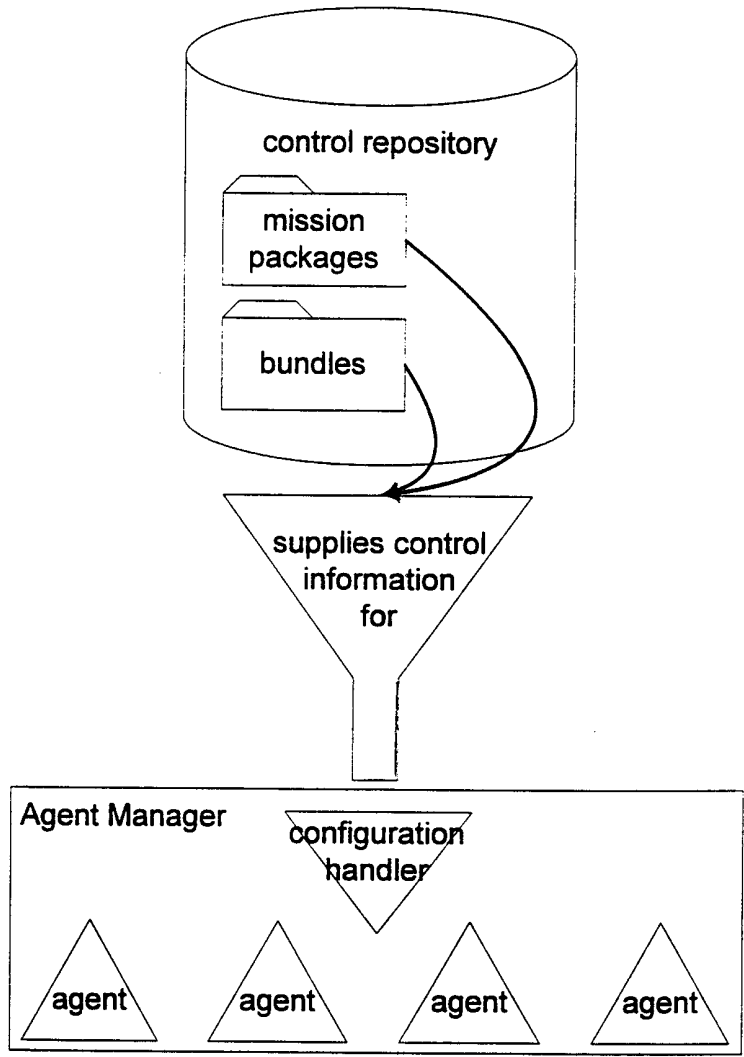 control repository
mission
packages
bundles
supplies control
information
for
Agent Manager
configuration
handler
agent
agent
agent
agent